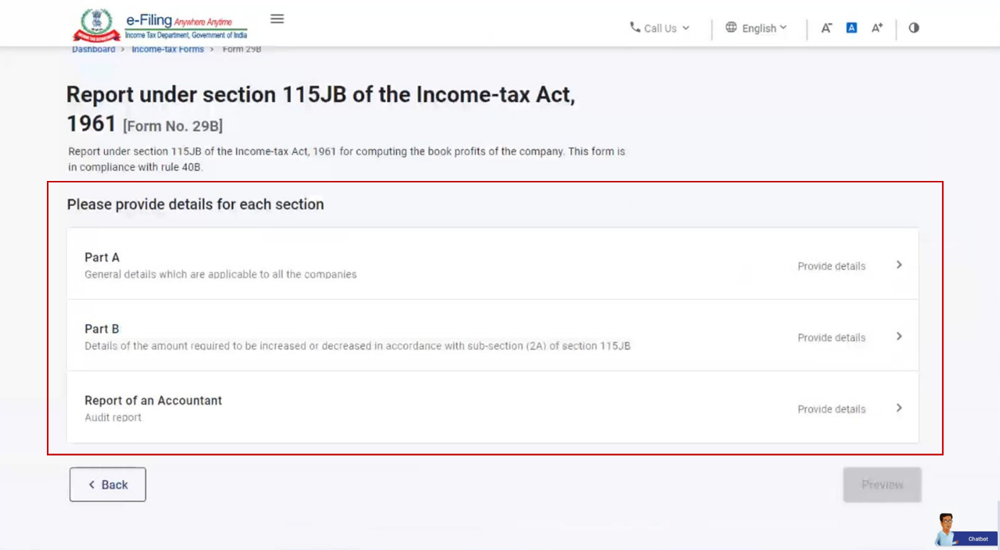 e-Filing Anywhere Anytime
Income Tax Department, Government of India
Call Us
English
A-
A
A+
Dashboard > Income-tax Forms > Form 29B
Report under section 115JB of the Income-tax Act,
1961 [Form No. 29B]
Report under section 115JB of the Income-tax Act, 1961 for computing the book profits of the company. This form is
in compliance with rule 40B.
Please provide details for each section
Part A
General details which are applicable to all the companies
Provide details
Part B
Details of the amount required to be increased or decreased in accordance with sub-section (2A) of section 115JB
Provide details
Report of an Accountant
Audit report
Provide details
Back
Preview
Chatbot